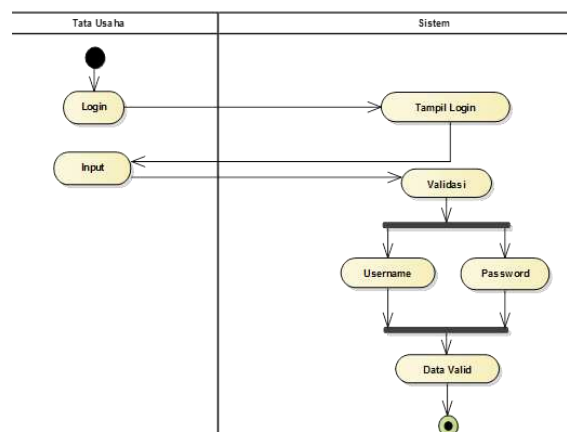 Tata Usaha
Sistem
Login
Tampil Login
Input
Validasi
Username
Password
Data Valid